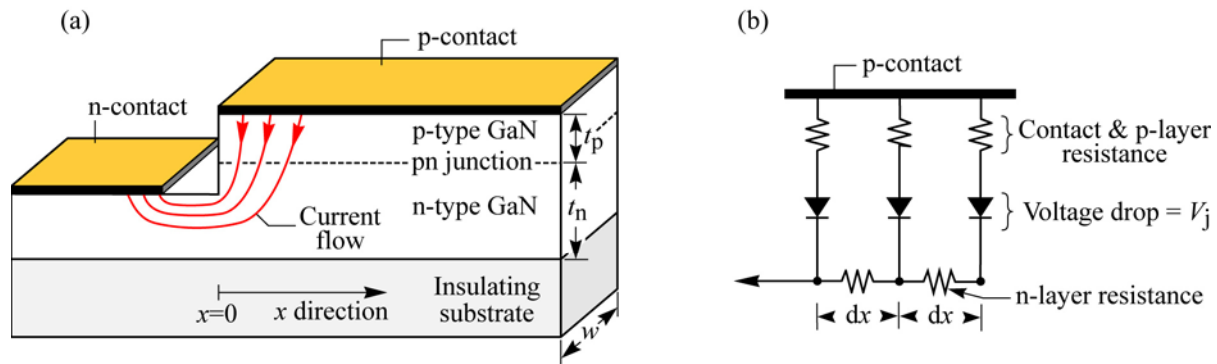 (a)
p-contact
n-contact
p-type GaN
tp
pn junction
n-type GaN
tn
Current
flow
Insulating
substrate
x=0
x direction
w
(b)
p-contact
Contact & p-layer
resistance
Voltage drop = Vj
n-layer resistance
dx
dx